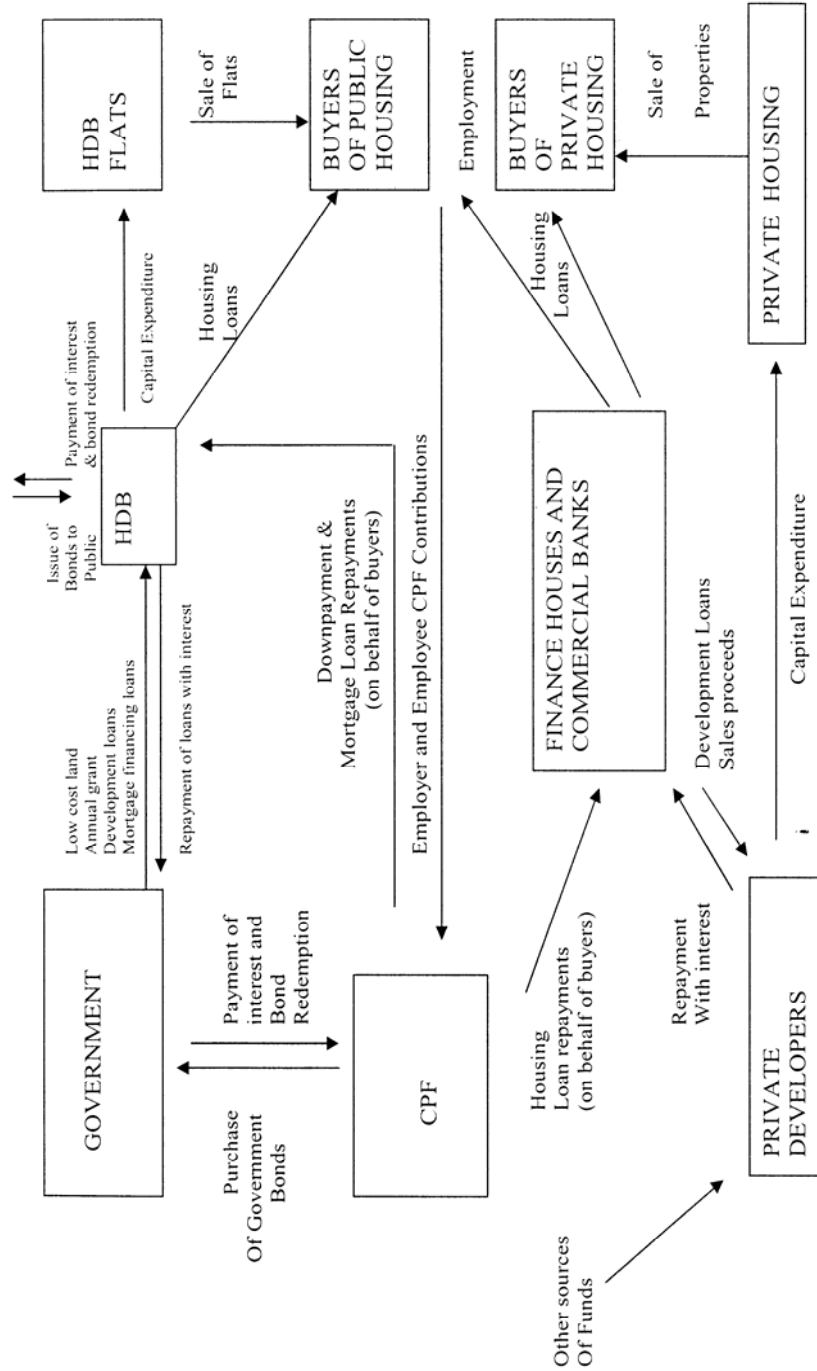 Issue of
Bonds to
Public
Payment of interest
& bond redemption
GOVERNMENT
Low cost land
Annual grant
Development loans
Mortgage financing loans
Repayment of loans with interest
HDB
Capital Expenditure
HDB
FLATS
Housing
Loans
Sale of
Flats
Purchase
Of Government
Bonds
Payment of
interest and
Bond
Redemption
Downpayment &
Mortgage Loan Repayments
(on behalf of buyers)
BUYERS
OF PUBLIC
HOUSING
CPF
Employer and Employee CPF Contributions
Employment
Housing
Loan repayments
(on behalf of buyers)
FINANCE HOUSES AND
COMMERCIAL BANKS
Housing
Loans
BUYERS
OF
PRIVATE
HOUSING
Other sources
Of Funds
Repayment
With interest
Development Loans
Sales proceeds
Sale of
Properties
PRIVATE
DEVELOPERS
Capital Expenditure
PRIVATE HOUSING